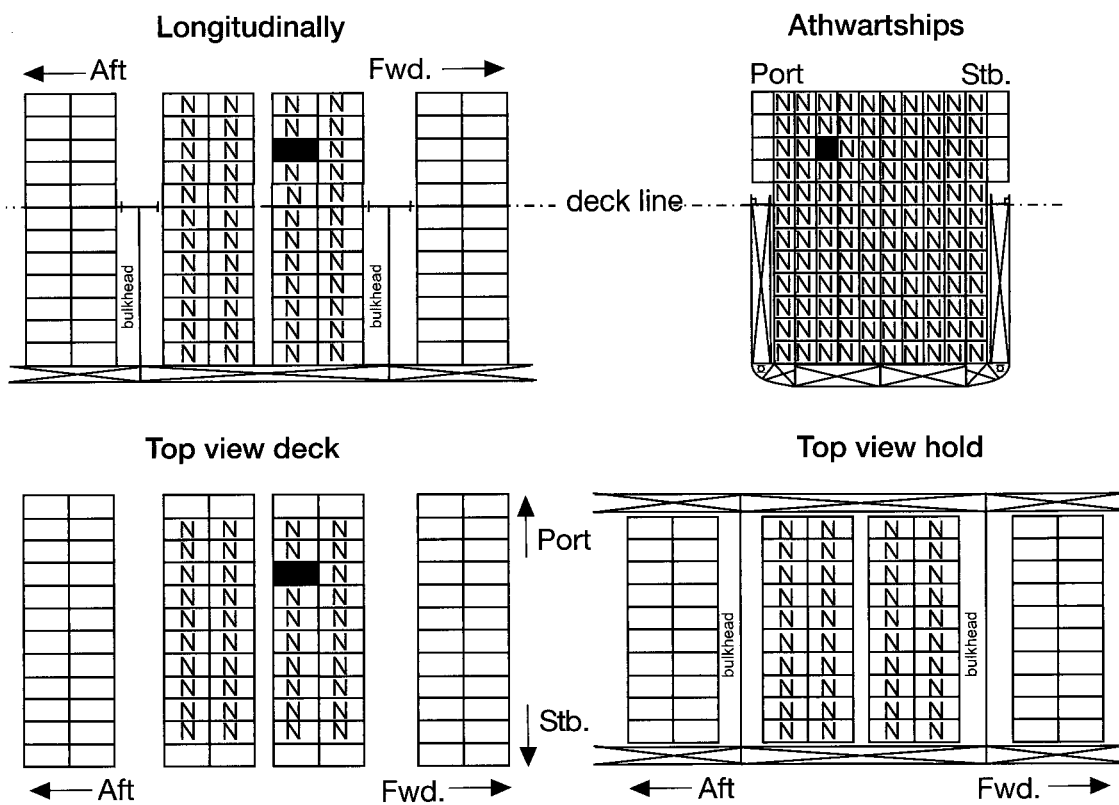 Longitudinally
Aft
Fwd.
N N N N
N N N N
N N N
N N N N
N N N N
N N N N
N N N N
N N N N
N N N N
N N N N
N N N N
N N N N
bulkhead
bulkhead
deck line
Athwartships
Port
Stb.
N N N N N N N N N N
N N N N N N N N N N
N N N N N N N N N
N N N N N N N N N N
N N N N N N N N N N
N N N N N N N N N N
N N N N N N N N N N
N N N N N N N N N N
N N N N N N N N N N
N N N N N N N N N N
N N N N N N N N N N
N N N N N N N N N N
Top view deck
N N N N
N N N N
N N N
N N N N
N N N N
N N N N
N N N N
N N N N
N N N N
N N N N
Port
Stb.
Aft
Fwd.
Top view hold
N N N N
N N N N
N N N N
N N N N
N N N N
N N N N
N N N N
N N N N
N N N N
N N N N
bulkhead
bulkhead
Aft
Fwd.